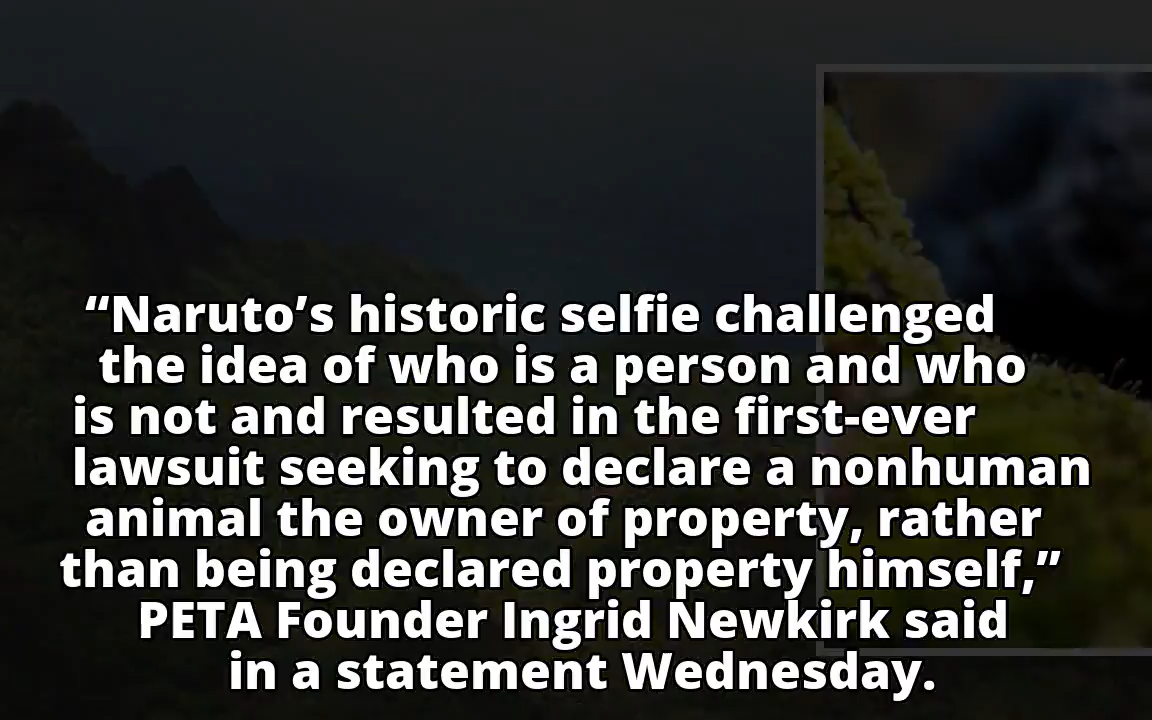 “Naruto’s historic selfie challenged
the idea of who is a person and who
is not and resulted in the first-ever
lawsuit seeking to declare a nonhuman
animal the owner of property, rather
than being declared property himself,”
PETA Founder Ingrid Newkirk said
in a statement Wednesday.